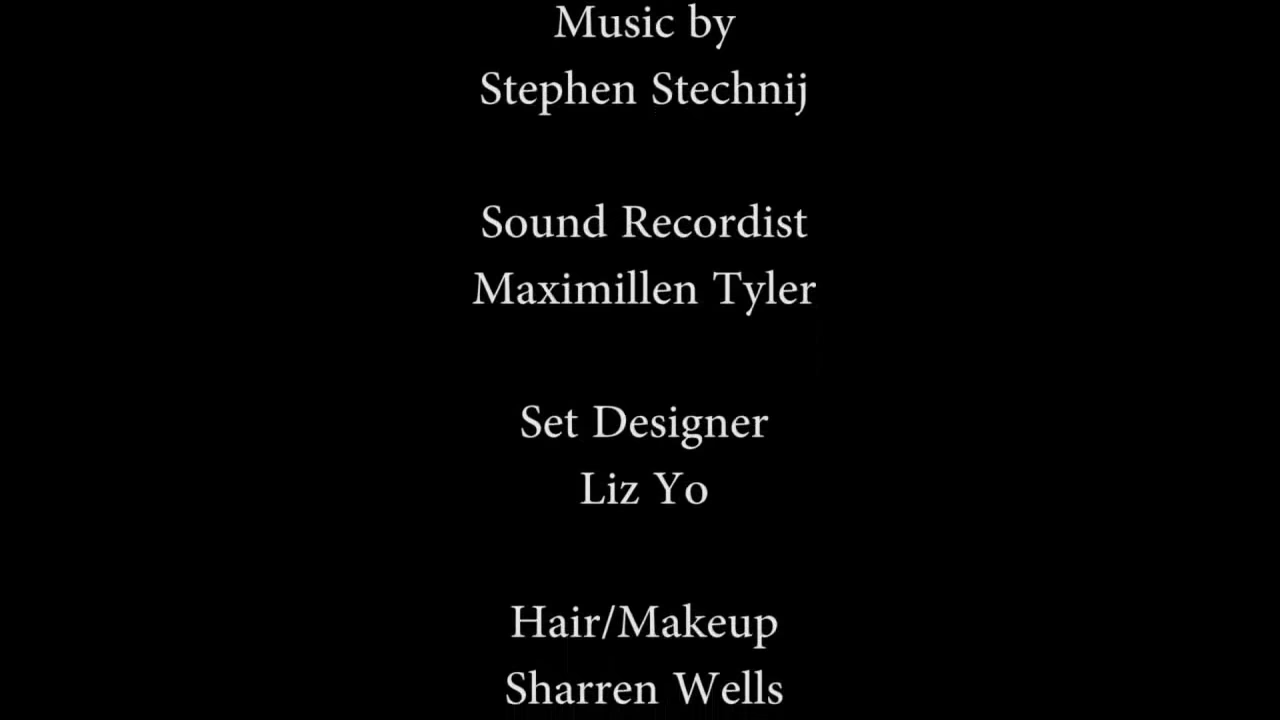 Music by
Stephen Stechnij
Sound Recordist
Maximillen Tyler
Set Designer
Liz Yo
Hair/Makeup
Sharren Wells